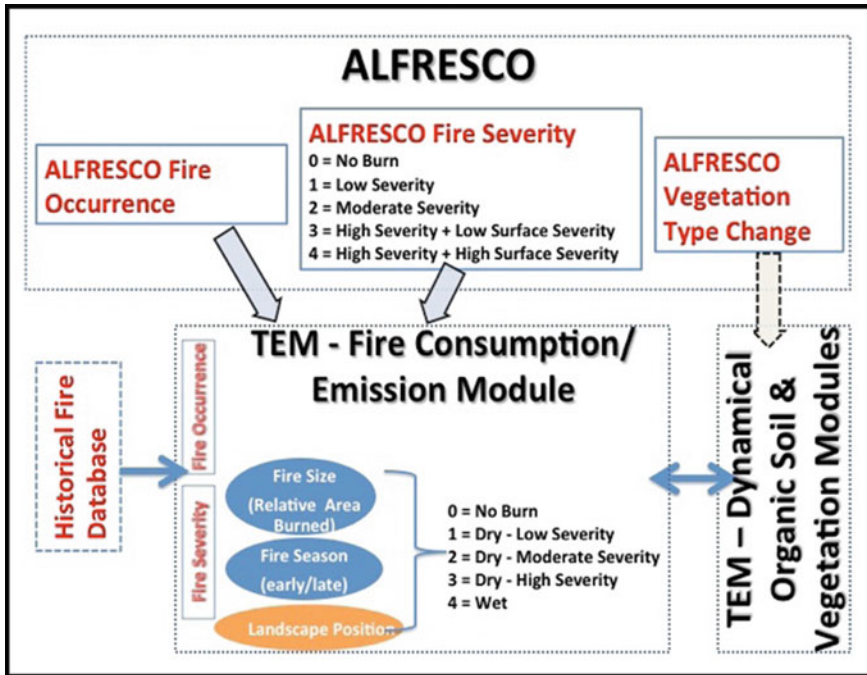 ALFRESCO
ALFRESCO Fire
Occurrence
ALFRESCO Fire Severity
0 = No Burn
1 = Low Severity
2 = Moderate Severity
3 = High Severity + Low Surface Severity
4 = High Severity + High Surface Severity
ALFRESCO
Vegetation
Type Change
Historical Fire
Database
TEM - Fire Consumption/
Emission Module
Fire Occurrence
Fire Severity
Fire Size
(Relative Area
Burned)
Fire Season
(early/late)
Landscape Position
0 = No Burn
1 = Dry - Low Severity
2 = Dry - Moderate Severity
3 = Dry - High Severity
4 = Wet
TEM – Dynamical
Organic Soil &
Vegetation Modules